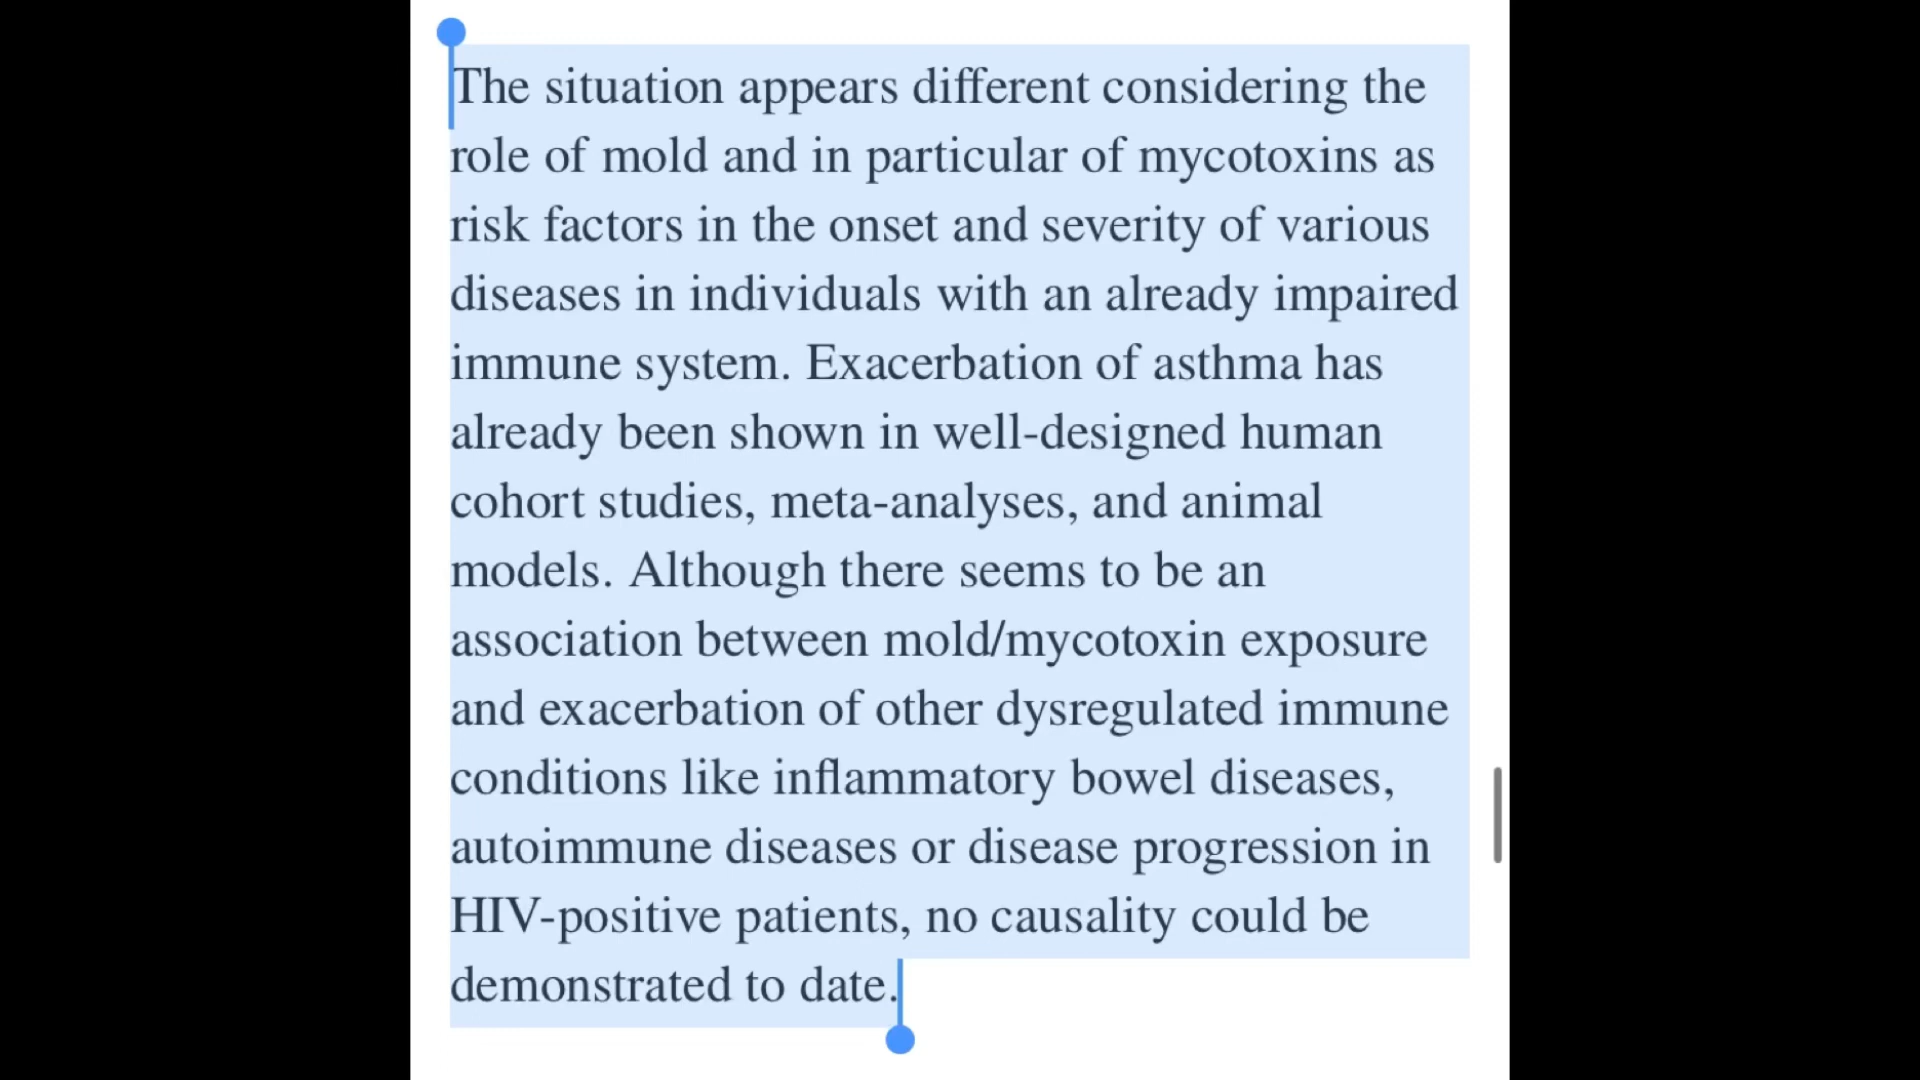 The situation appears different considering the
role of mold and in particular of mycotoxins as
risk factors in the onset and severity of various
diseases in individuals with an already impaired
immune system. Exacerbation of asthma has
already been shown in well-designed human
cohort studies, meta-analyses, and animal
models. Although there seems to be an
association between mold/mycotoxin exposure
and exacerbation of other dysregulated immune
conditions like inflammatory bowel diseases,
autoimmune diseases or disease progression in
HIV-positive patients, no causality could be
demonstrated to date.